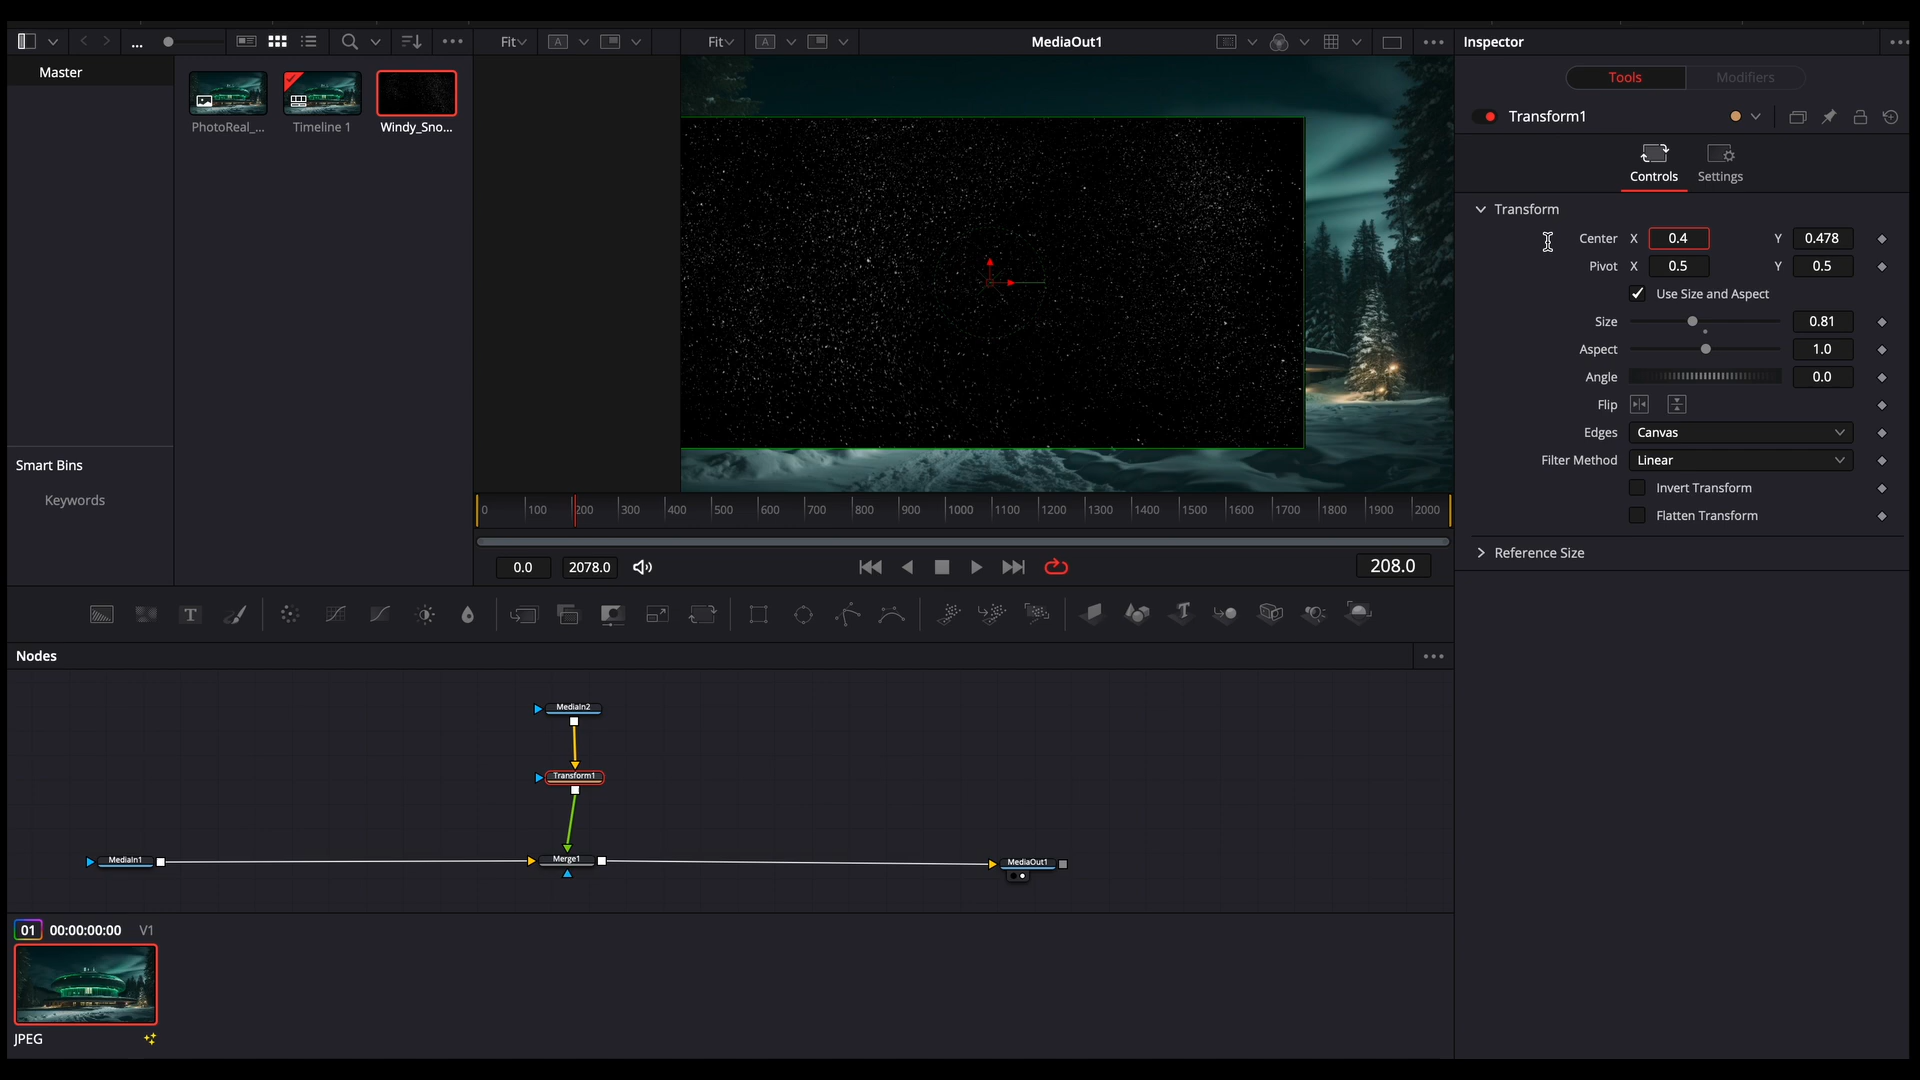 ...
Fit
A
Fit
A
MediaOut1
Inspector
Master
PhotoReal_...
Timeline 1
Windy_Sno...
Tools
Modifiers
Transform1
Controls
Settings
Transform
Center X 0.4 Y 0.478
Pivot X 0.5 Y 0.5
Use Size and Aspect
Size 0.81
Aspect 1.0
Angle 0.0
Flip
Edges Canvas
Filter Method Linear
Invert Transform
Flatten Transform
Reference Size
Smart Bins
Keywords
0 100 200 300 400 500 600 700 800 900 1000 1100 1200 1300 1400 1500 1600 1700 1800 1900 2000
0.0 2078.0 208.0
T
T
Nodes
MediaIn2
Transform1
MediaIn1
Merge1
MediaOut1
01 00:00:00:00 V1
JPEG